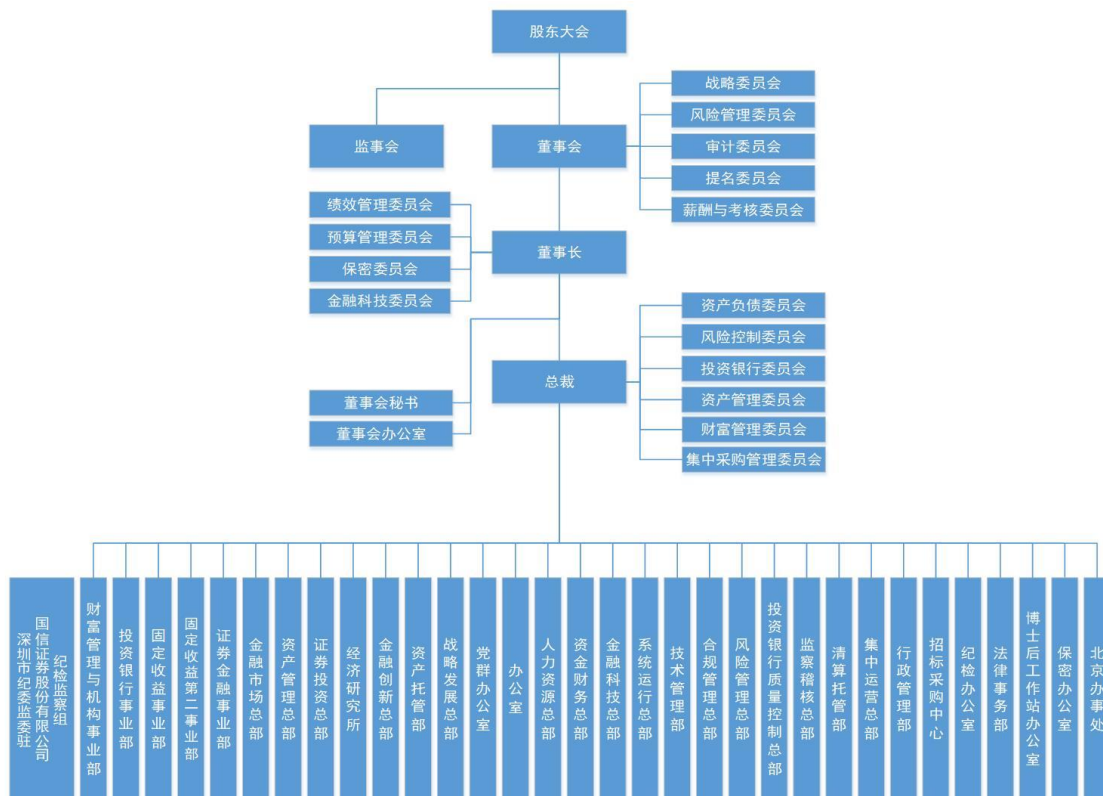 股东大会
战略委员会
风险管理委员会
监事会
董事会
审计委员会
提名委员会
薪酬与考核委员会
绩效管理委员会
预算管理委员会
董事长
保密委员会
金融科技委员会
资产负债委员会
风险控制委员会
投资银行委员会
总裁
资产管理委员会
董事会秘书
财富管理委员会
董事会办公室
集中采购管理委员会
深圳市纪委监委驻
国信证券股份有限公司
纪检监察组
财富管理与机构事业部
投资银行事业部
固定收益事业部
固定收益第二事业部
证券金融事业部
金融市场总部
资产管理总部
证券投资总部
经济研究所
金融创新总部
资产托管部
战略发展总部
党群办公室
办公室
人力资源总部
资金财务总部
金融科技总部
系统运行总部
技术管理部
合规管理总部
风险管理总部
投资银行质量控制总部
监察稽核总部
清算托管部
集中运营总部
行政管理部
招标采购中心
纪检办公室
法律事务部
博士后工作站办公室
保密办公室
北京办事处